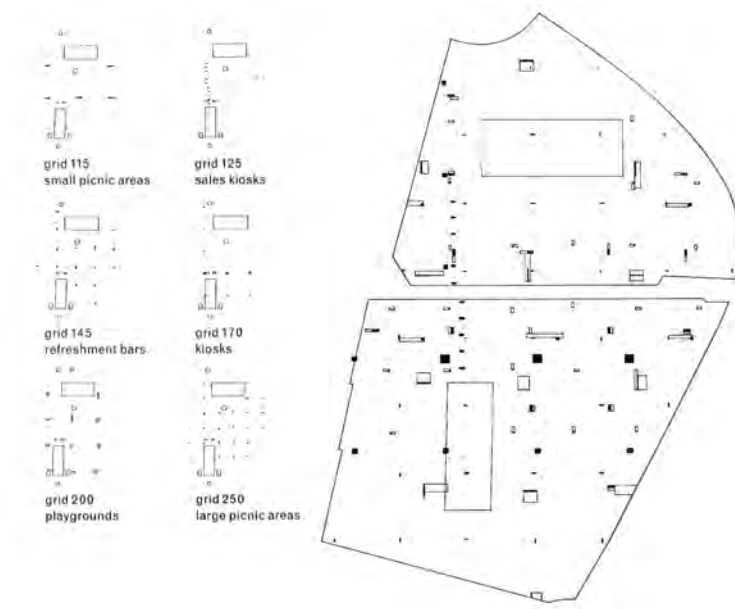 grid 115
small picnic areas
grid 125
sales kiosks
grid 145
refreshment bars
grid 170
kiosks
grid 200
playgrounds
grid 250
large picnic areas